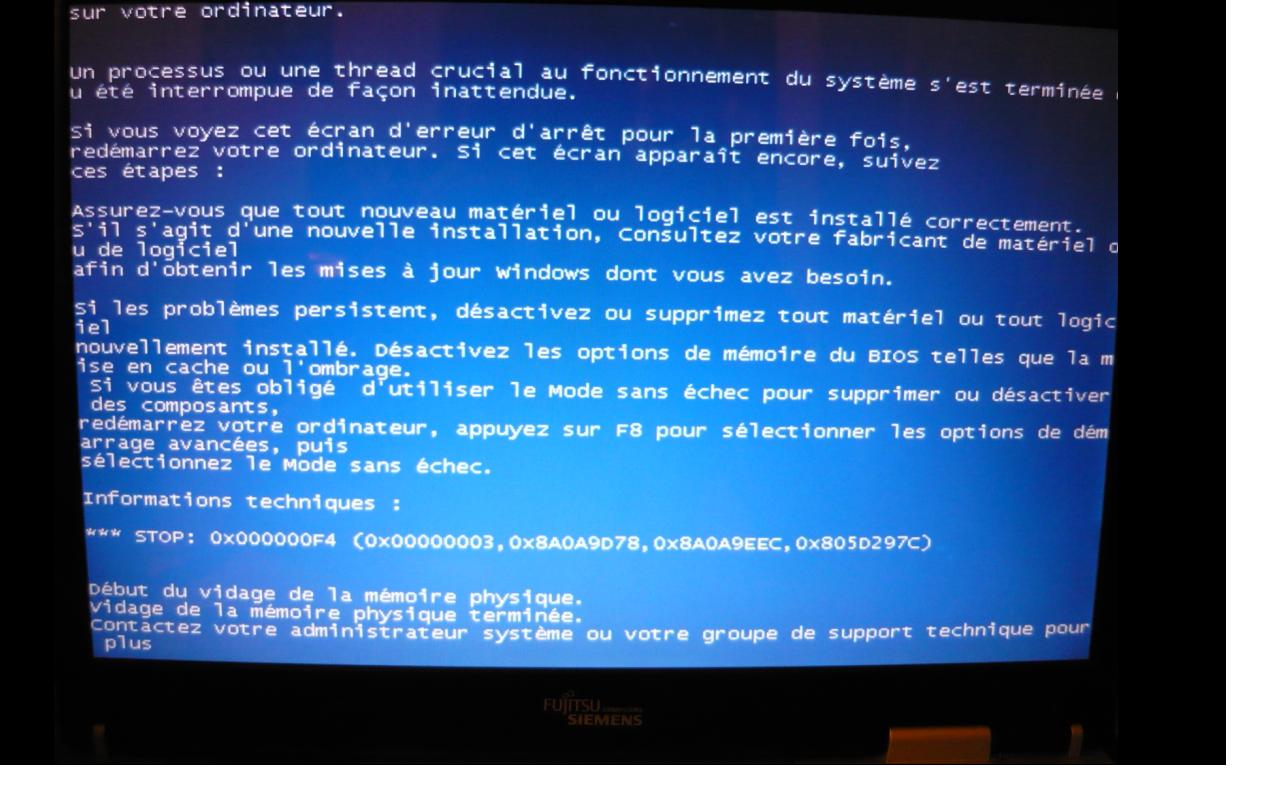 sur votre ordinateur.
Un processus ou une thread crucial au fonctionnement du système s'est terminée
u été interrompue de façon inattendue.
Si vous voyez cet écran d'erreur d'arrêt pour la première fois,
redémarrez votre ordinateur. Si cet écran apparaît encore, suivez
ces étapes :
Assurez-vous que tout nouveau matériel ou logiciel est installé correctement.
S'il s'agit d'une nouvelle installation, Consultez votre fabricant de matériel o
u de logiciel
afin d'obtenir les mises à jour Windows dont vous avez besoin.
Si les problèmes persistent, désactivez ou supprimez tout matériel ou tout logic
iel
nouvellement installé. Désactivez les options de mémoire du BIOS telles que la m
ise en cache ou l'ombrage.
Si vous êtes obligé d'utiliser le Mode sans échec pour supprimer ou désactiver
des composants,
redémarrez votre ordinateur, appuyez sur F8 pour sélectionner les options de dém
arrage avancées, puis
sélectionnez le Mode sans échec.
Informations techniques :
*** STOP: 0x000000F4 (0x00000003,0x8A0A9D78,0x8A0A9EEC,0x805D297C)
Début du vidage de la mémoire physique.
Vidage de la mémoire physique terminée.
Contactez votre administrateur système ou votre groupe de support technique pour
plus
FUJITSU COMPUTERS
SIEMENS